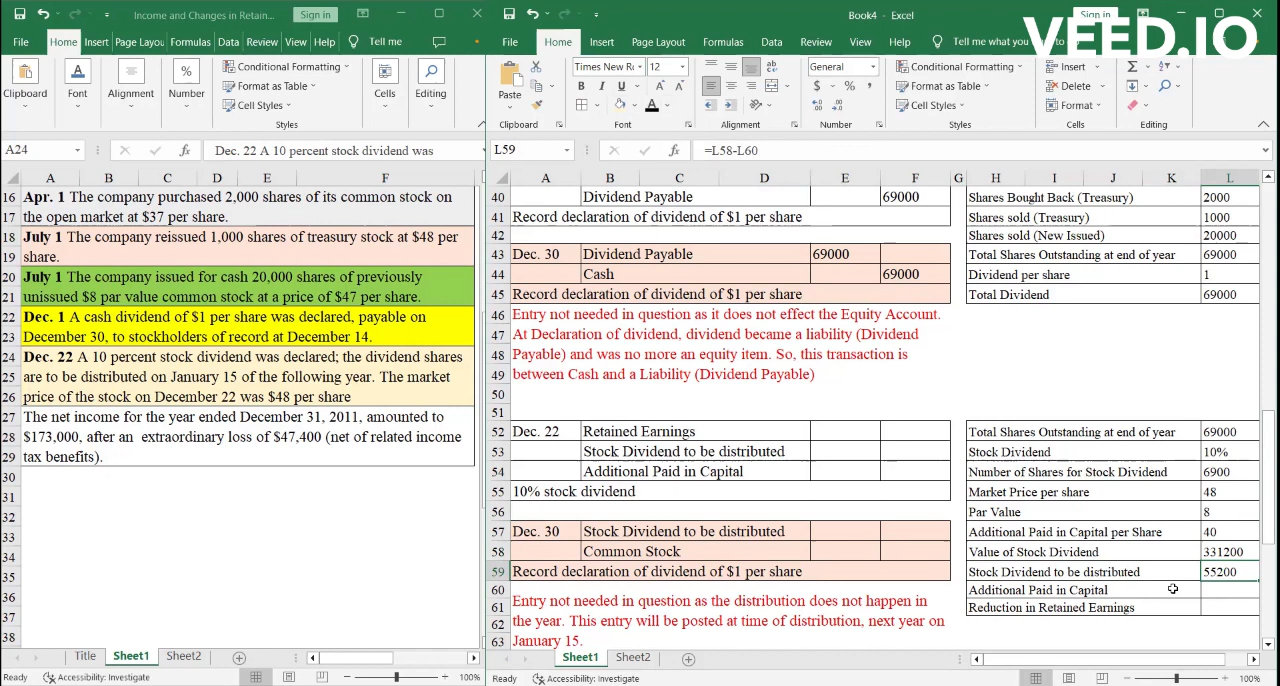 Income and Changes in Retain...
Sign in
Book4 - Excel
Sign in
VEED.IO
File Home Insert Page Layou Formulas Data Review View Help Tell me
File Home Insert Page Layout Formulas Data Review View Help Tell me what you
Clipboard
Font
Alignment
Number
Conditional Formatting
Format as Table
Cell Styles
Styles
Cells
Editing
Paste
Clipboard
Times New Ro 12
B I U
Font
Alignment
General
$ % ,
Number
Conditional Formatting
Format as Table
Cell Styles
Styles
Insert
Delete
Format
Cells
Editing
A24 fx Dec. 22 A 10 percent stock dividend was
L59 fx =L58-L60
A B C D E F
16 Apr. 1 The company purchased 2,000 shares of its common stock on
17 the open market at $37 per share.
18 July 1 The company reissued 1,000 shares of treasury stock at $48 per
19 share.
20 July 1 The company issued for cash 20,000 shares of previously
21 unissued $8 par value common stock at a price of $47 per share.
22 Dec. 1 A cash dividend of $1 per share was declared, payable on
23 December 30, to stockholders of record at December 14.
24 Dec. 22 A 10 percent stock dividend was declared; the dividend shares
25 are to be distributed on January 15 of the following year. The market
26 price of the stock on December 22 was $48 per share
27 The net income for the year ended December 31, 2011, amounted to
28 $173,000, after an extraordinary loss of $47,400 (net of related income
29 tax benefits).
30
31
32
33
34
35
36
37
38
A B C D E F G H I J K L
40 Dividend Payable 69000 Shares Bought Back (Treasury) 2000
41 Record declaration of dividend of $1 per share Shares sold (Treasury) 1000
42 Shares sold (New Issued) 20000
43 Dec. 30 Dividend Payable 69000 Total Shares Outstanding at end of year 69000
44 Cash 69000 Dividend per share 1
45 Record declaration of dividend of $1 per share Total Dividend 69000
46 Entry not needed in question as it does not effect the Equity Account.
47 At Declaration of dividend, dividend became a liability (Dividend
48 Payable) and was no more an equity item. So, this transaction is
49 between Cash and a Liability (Dividend Payable)
50
51
52 Dec. 22 Retained Earnings Total Shares Outstanding at end of year 69000
53 Stock Dividend to be distributed Stock Dividend 10%
54 Additional Paid in Capital Number of Shares for Stock Dividend 6900
55 10% stock dividend Market Price per share 48
56 Par Value 8
57 Dec. 30 Stock Dividend to be distributed Additional Paid in Capital per Share 40
58 Common Stock Value of Stock Dividend 331200
59 Record declaration of dividend of $1 per share Stock Dividend to be distributed 55200
60 Additional Paid in Capital
61 Entry not needed in question as the distribution does not happen in Reduction in Retained Earnings
62 the year. This entry will be posted at time of distribution, next year on
63 January 15.
Title Sheet1 Sheet2
Sheet1 Sheet2
Ready Accessibility: Investigate 100%
Ready Accessibility: Investigate 100%